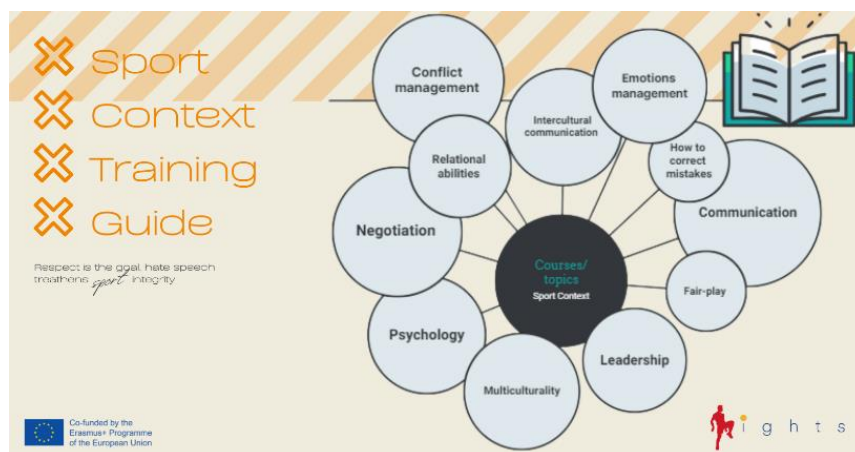 Sport
Context
Training
Guide
Respect is the goal, hate speech
treathens sport integrity
Conflict
management
Emotions
management
Intercultural
communication
Relational
abilities
How to
correct
mistakes
Communication
Negotiation
Courses/
topics
Sport Context
Fair-play
Psychology
Leadership
Multiculturality
Co-funded by the
Erasmus+ Programme
of the European Union
ights